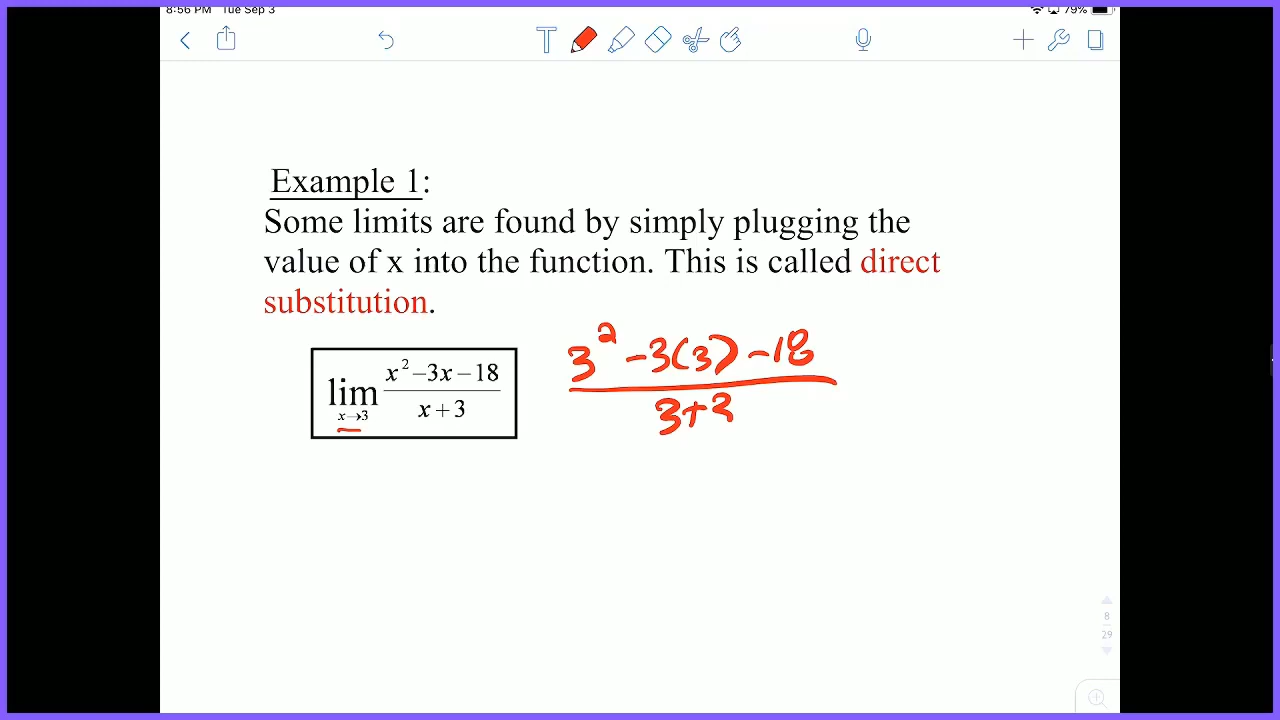 8:56 PM Tue Sep 3 79%
Example 1:
Some limits are found by simply plugging the
value of x into the function. This is called direct
substitution.
lim x→3 (x² − 3x − 18)/(x + 3)
(3² − 3(3) − 18)/(3 + 3)
8
29